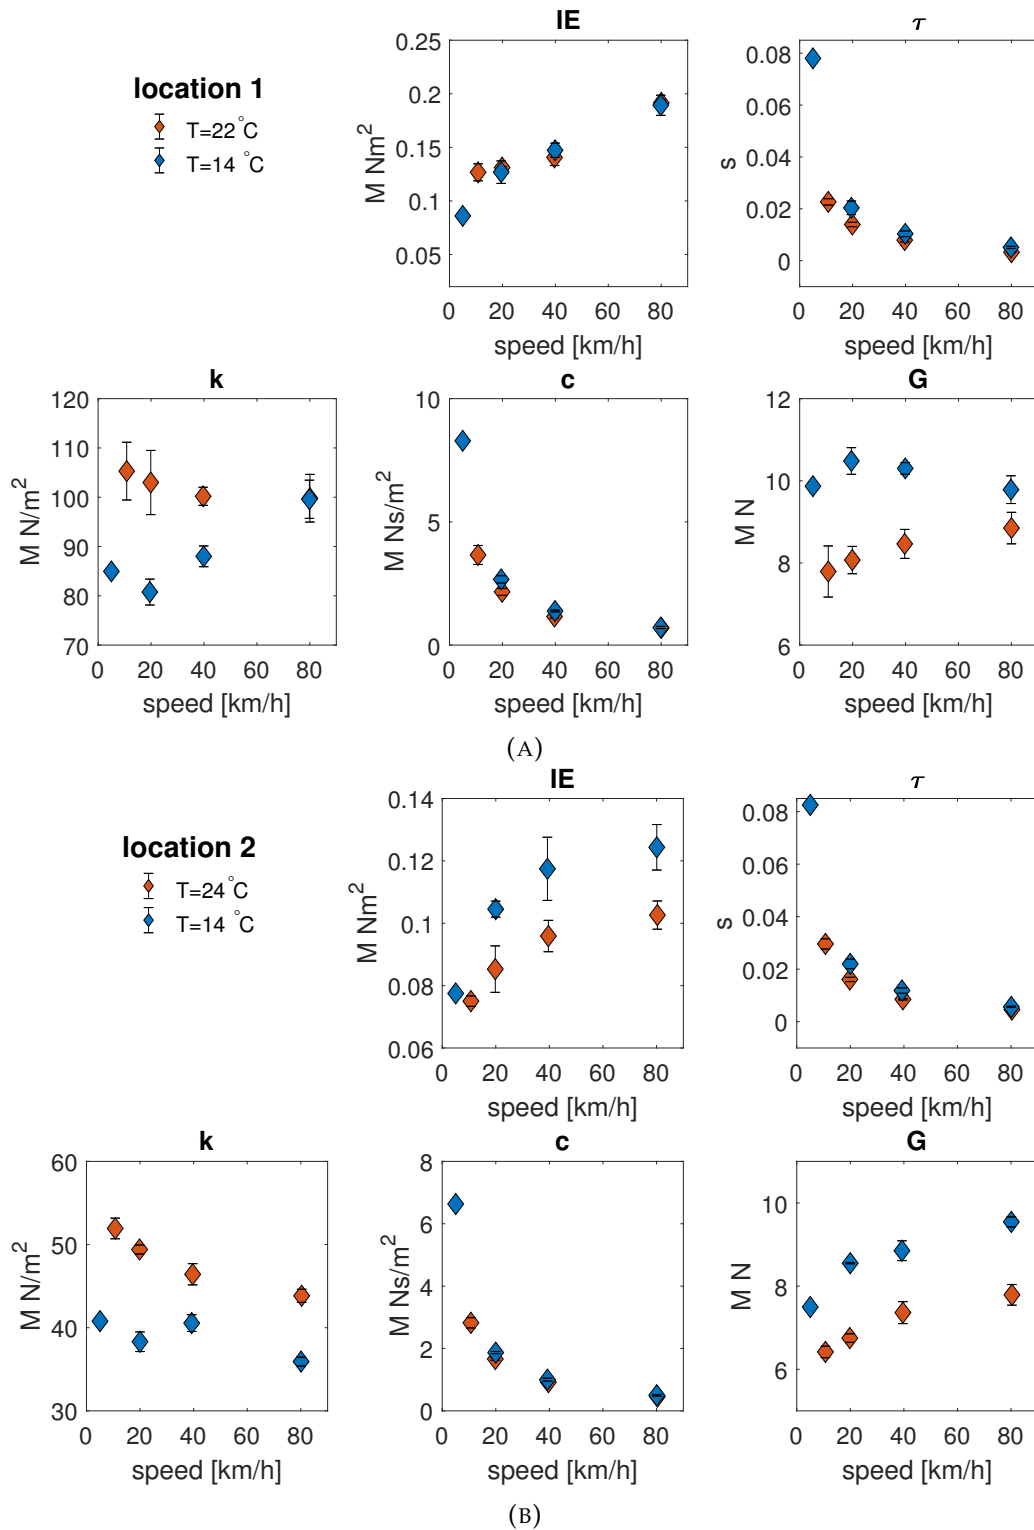 location 1
T=22 °C
T=14 °C
IE
M Nm²
0.25
0.2
0.15
0.1
0.05
0 20 40 60 80
speed [km/h]
τ
s
0.08
0.06
0.04
0.02
0
0 20 40 60 80
speed [km/h]
k
M N/m²
120
110
100
90
80
70
0 20 40 60 80
speed [km/h]
c
M Ns/m²
10
5
0
0 20 40 60 80
speed [km/h]
G
M N
12
10
8
6
0 20 40 60 80
speed [km/h]
(A)
location 2
T=24 °C
T=14 °C
IE
M Nm²
0.14
0.12
0.1
0.08
0.06
0 20 40 60 80
speed [km/h]
τ
s
0.08
0.06
0.04
0.02
0
0 20 40 60 80
speed [km/h]
k
M N/m²
60
50
40
30
0 20 40 60 80
speed [km/h]
c
M Ns/m²
8
6
4
2
0
0 20 40 60 80
speed [km/h]
G
M N
10
8
6
0 20 40 60 80
speed [km/h]
(B)